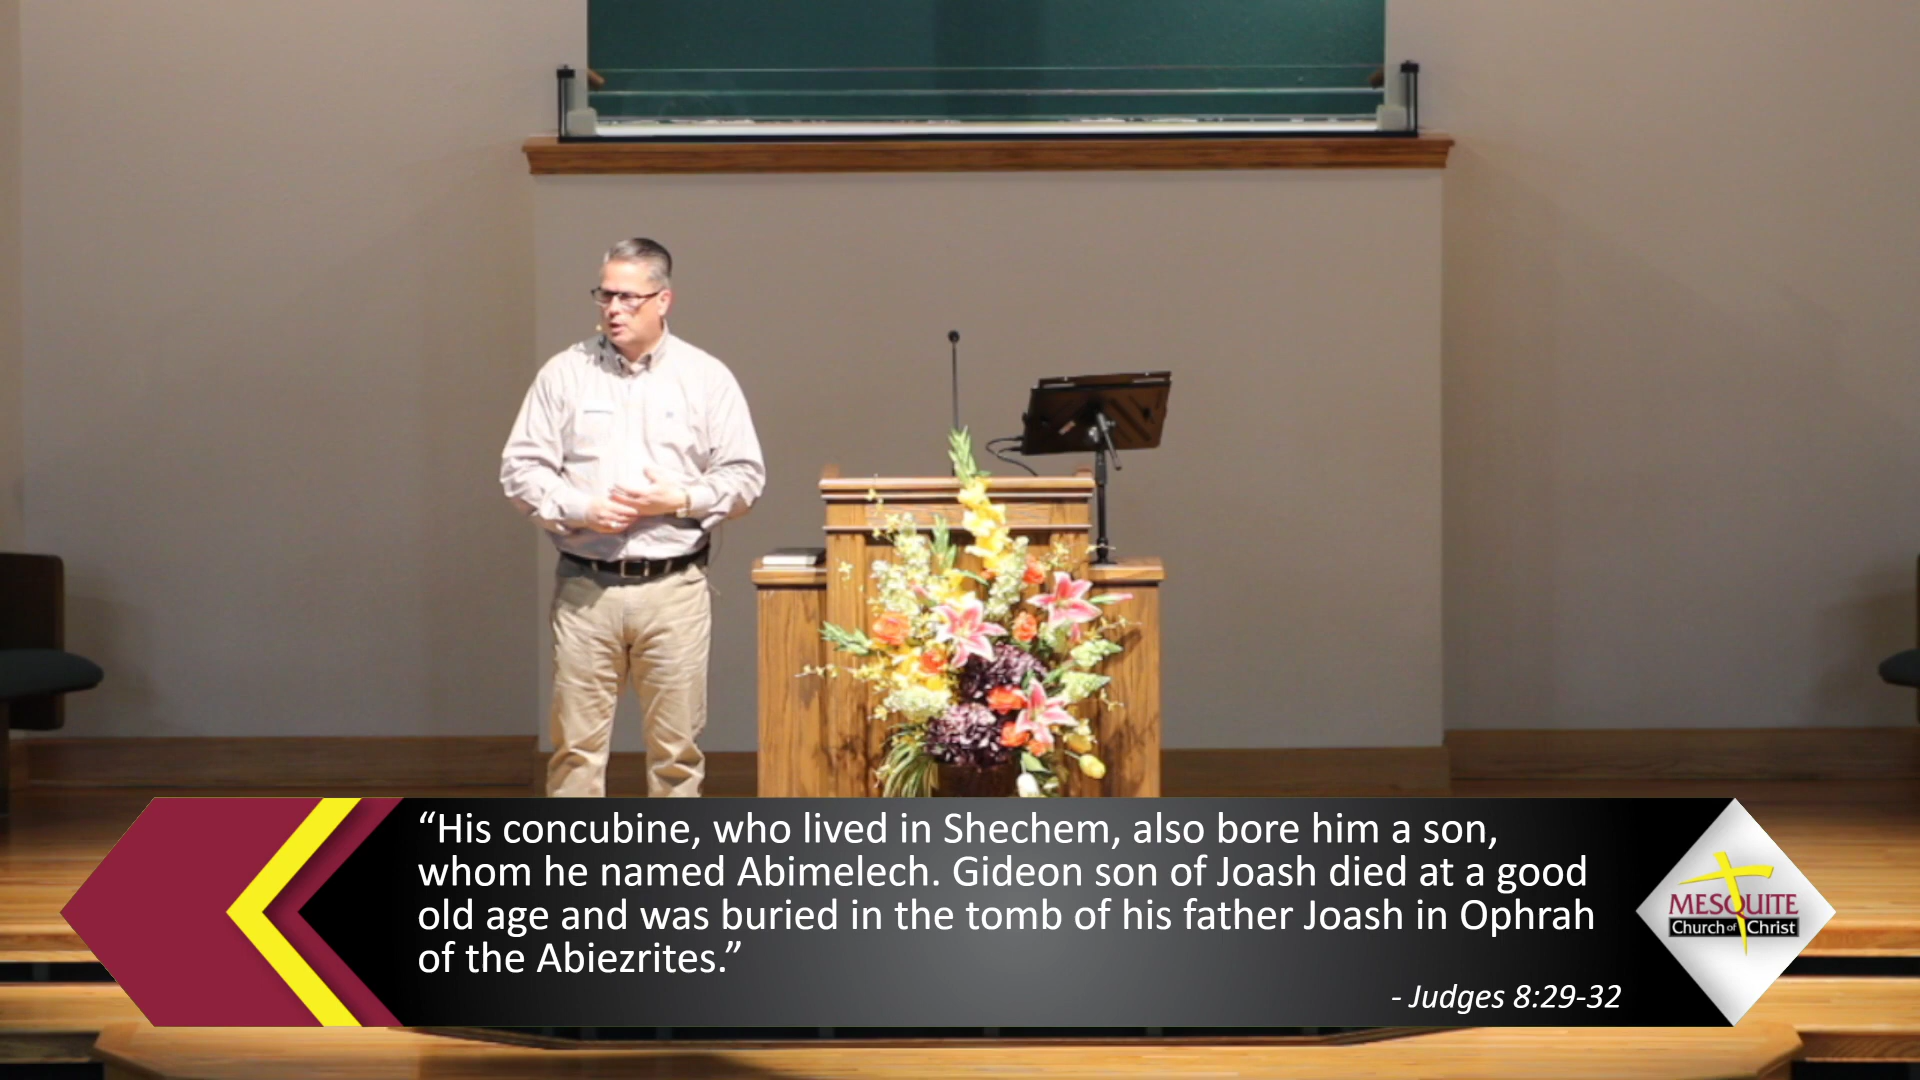 “His concubine, who lived in Shechem, also bore him a son,
whom he named Abimelech. Gideon son of Joash died at a good
old age and was buried in the tomb of his father Joash in Ophrah
of the Abiezrites.”
- Judges 8:29-32
MESQUITE
Church of Christ